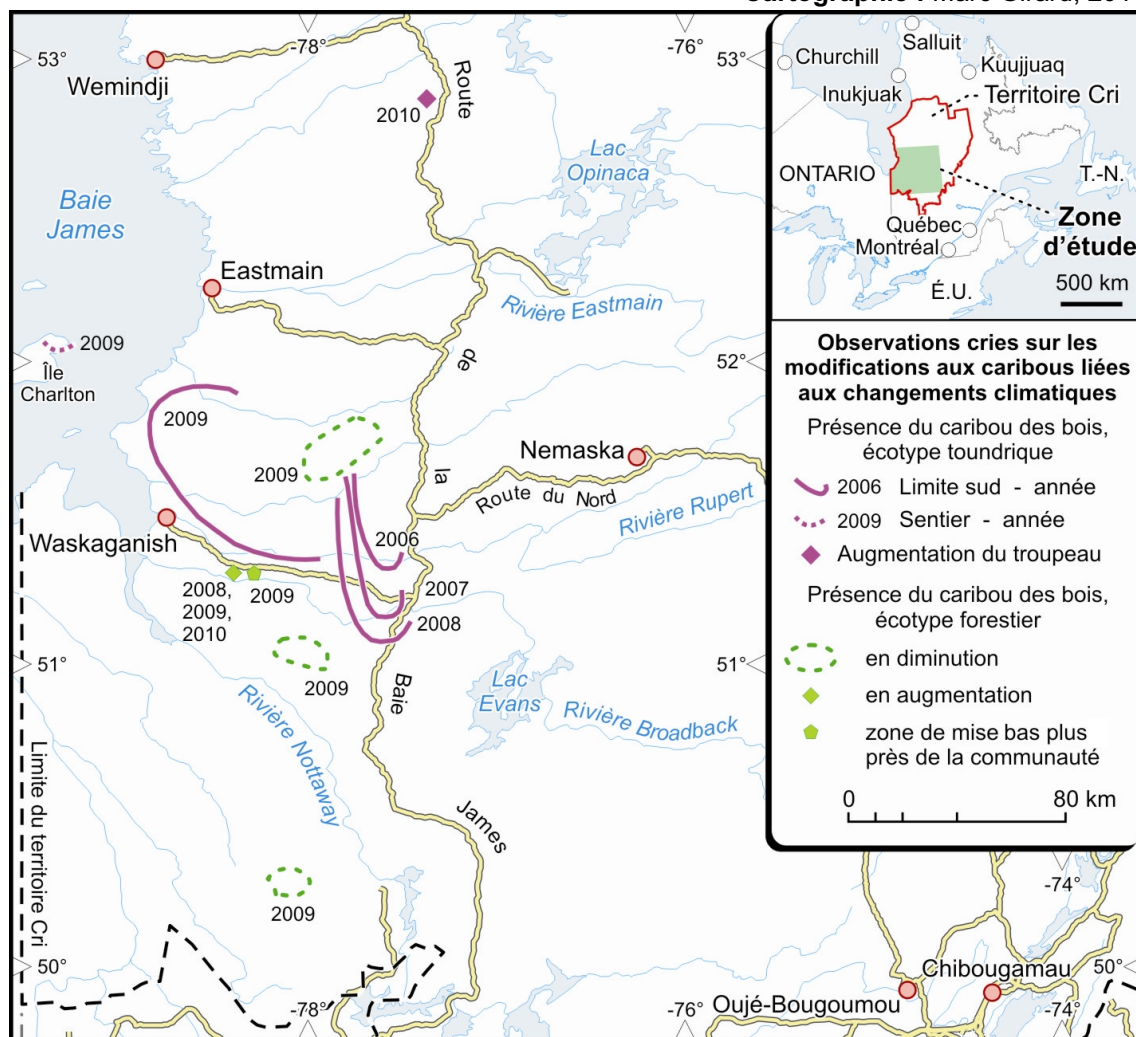 53°
-78°
-76°
53°
Wemindji
Route
2010
Lac
Opinaca
Baie
James
Eastmain
Rivière Eastmain
2009
Île
Charlton
52°
de
2009
2009
la
Nemaska
Route du Nord
Rivière Rupert
Waskaganish
2006
2007
2008
2008,
2009,
2010
2009
51°
51°
2009
Baie
Lac
Evans
Rivière Broadback
Rivière Nottaway
Limite du territoire Cri
James
2009
50°
-78°
-76°
-74°
50°
-74°
Chibougamau
Oujé-Bougoumou
Salluit
Churchill
Kuujjuaq
Inukjuak
Territoire Cri
ONTARIO
T.-N.
Québec
Montréal
Zone
d'étude
É.U.
500 km
Observations cries sur les
modifications aux caribous liées
aux changements climatiques
Présence du caribou des bois,
écotype toundrique
2006 Limite sud - année
2009 Sentier - année
Augmentation du troupeau
Présence du caribou des bois,
écotype forestier
en diminution
en augmentation
zone de mise bas plus
près de la communauté
0 80 km